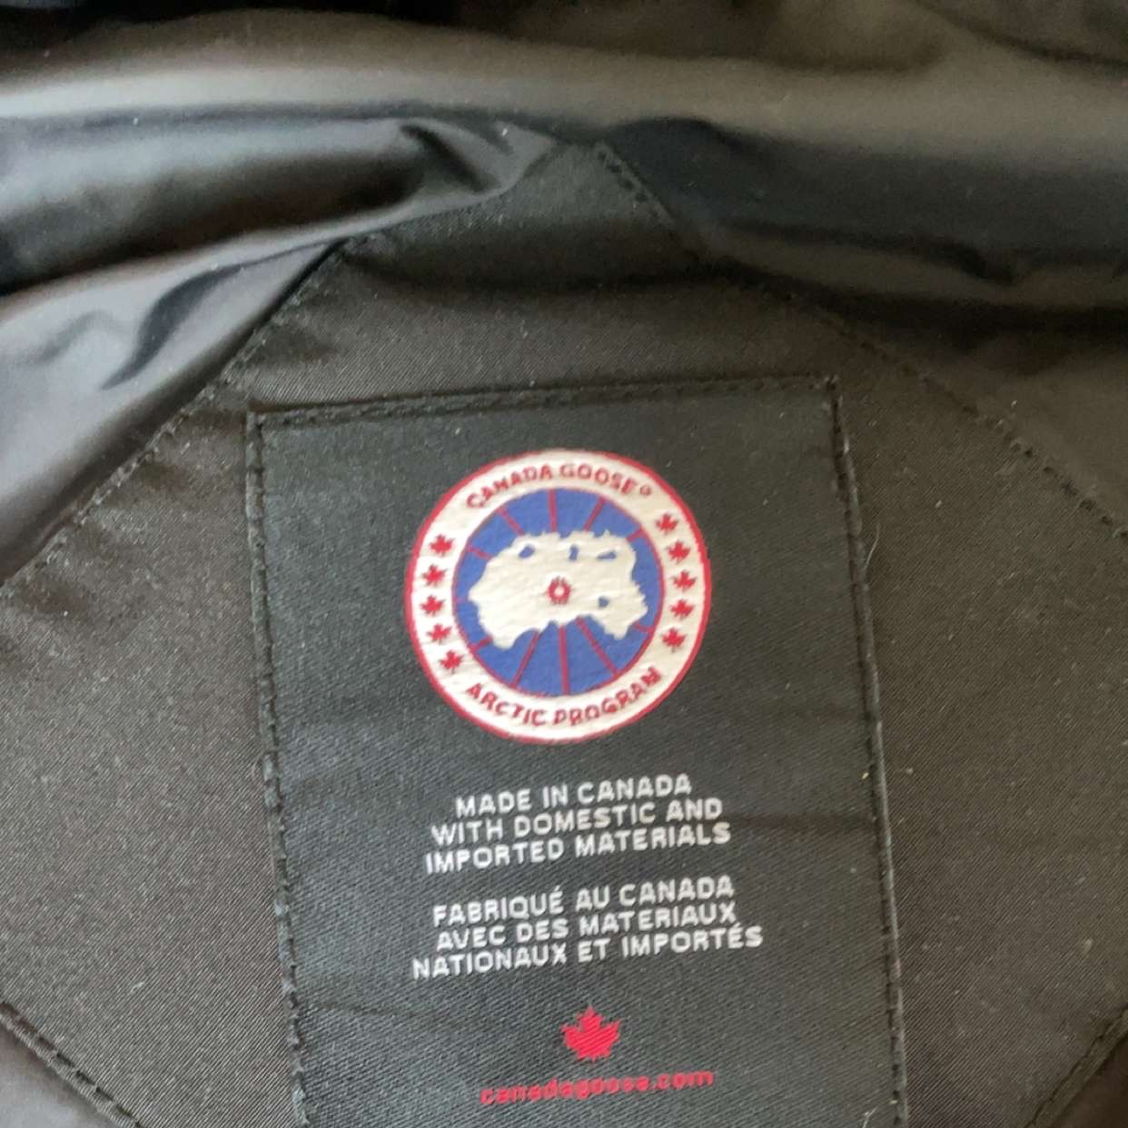 CANADA GOOSE®
ARCTIC PROGRAM
MADE IN CANADA
WITH DOMESTIC AND
IMPORTED MATERIALS
FABRIQUÉ AU CANADA
AVEC DES MATERIAUX
NATIONAUX ET IMPORTÉS
canadagoose.com